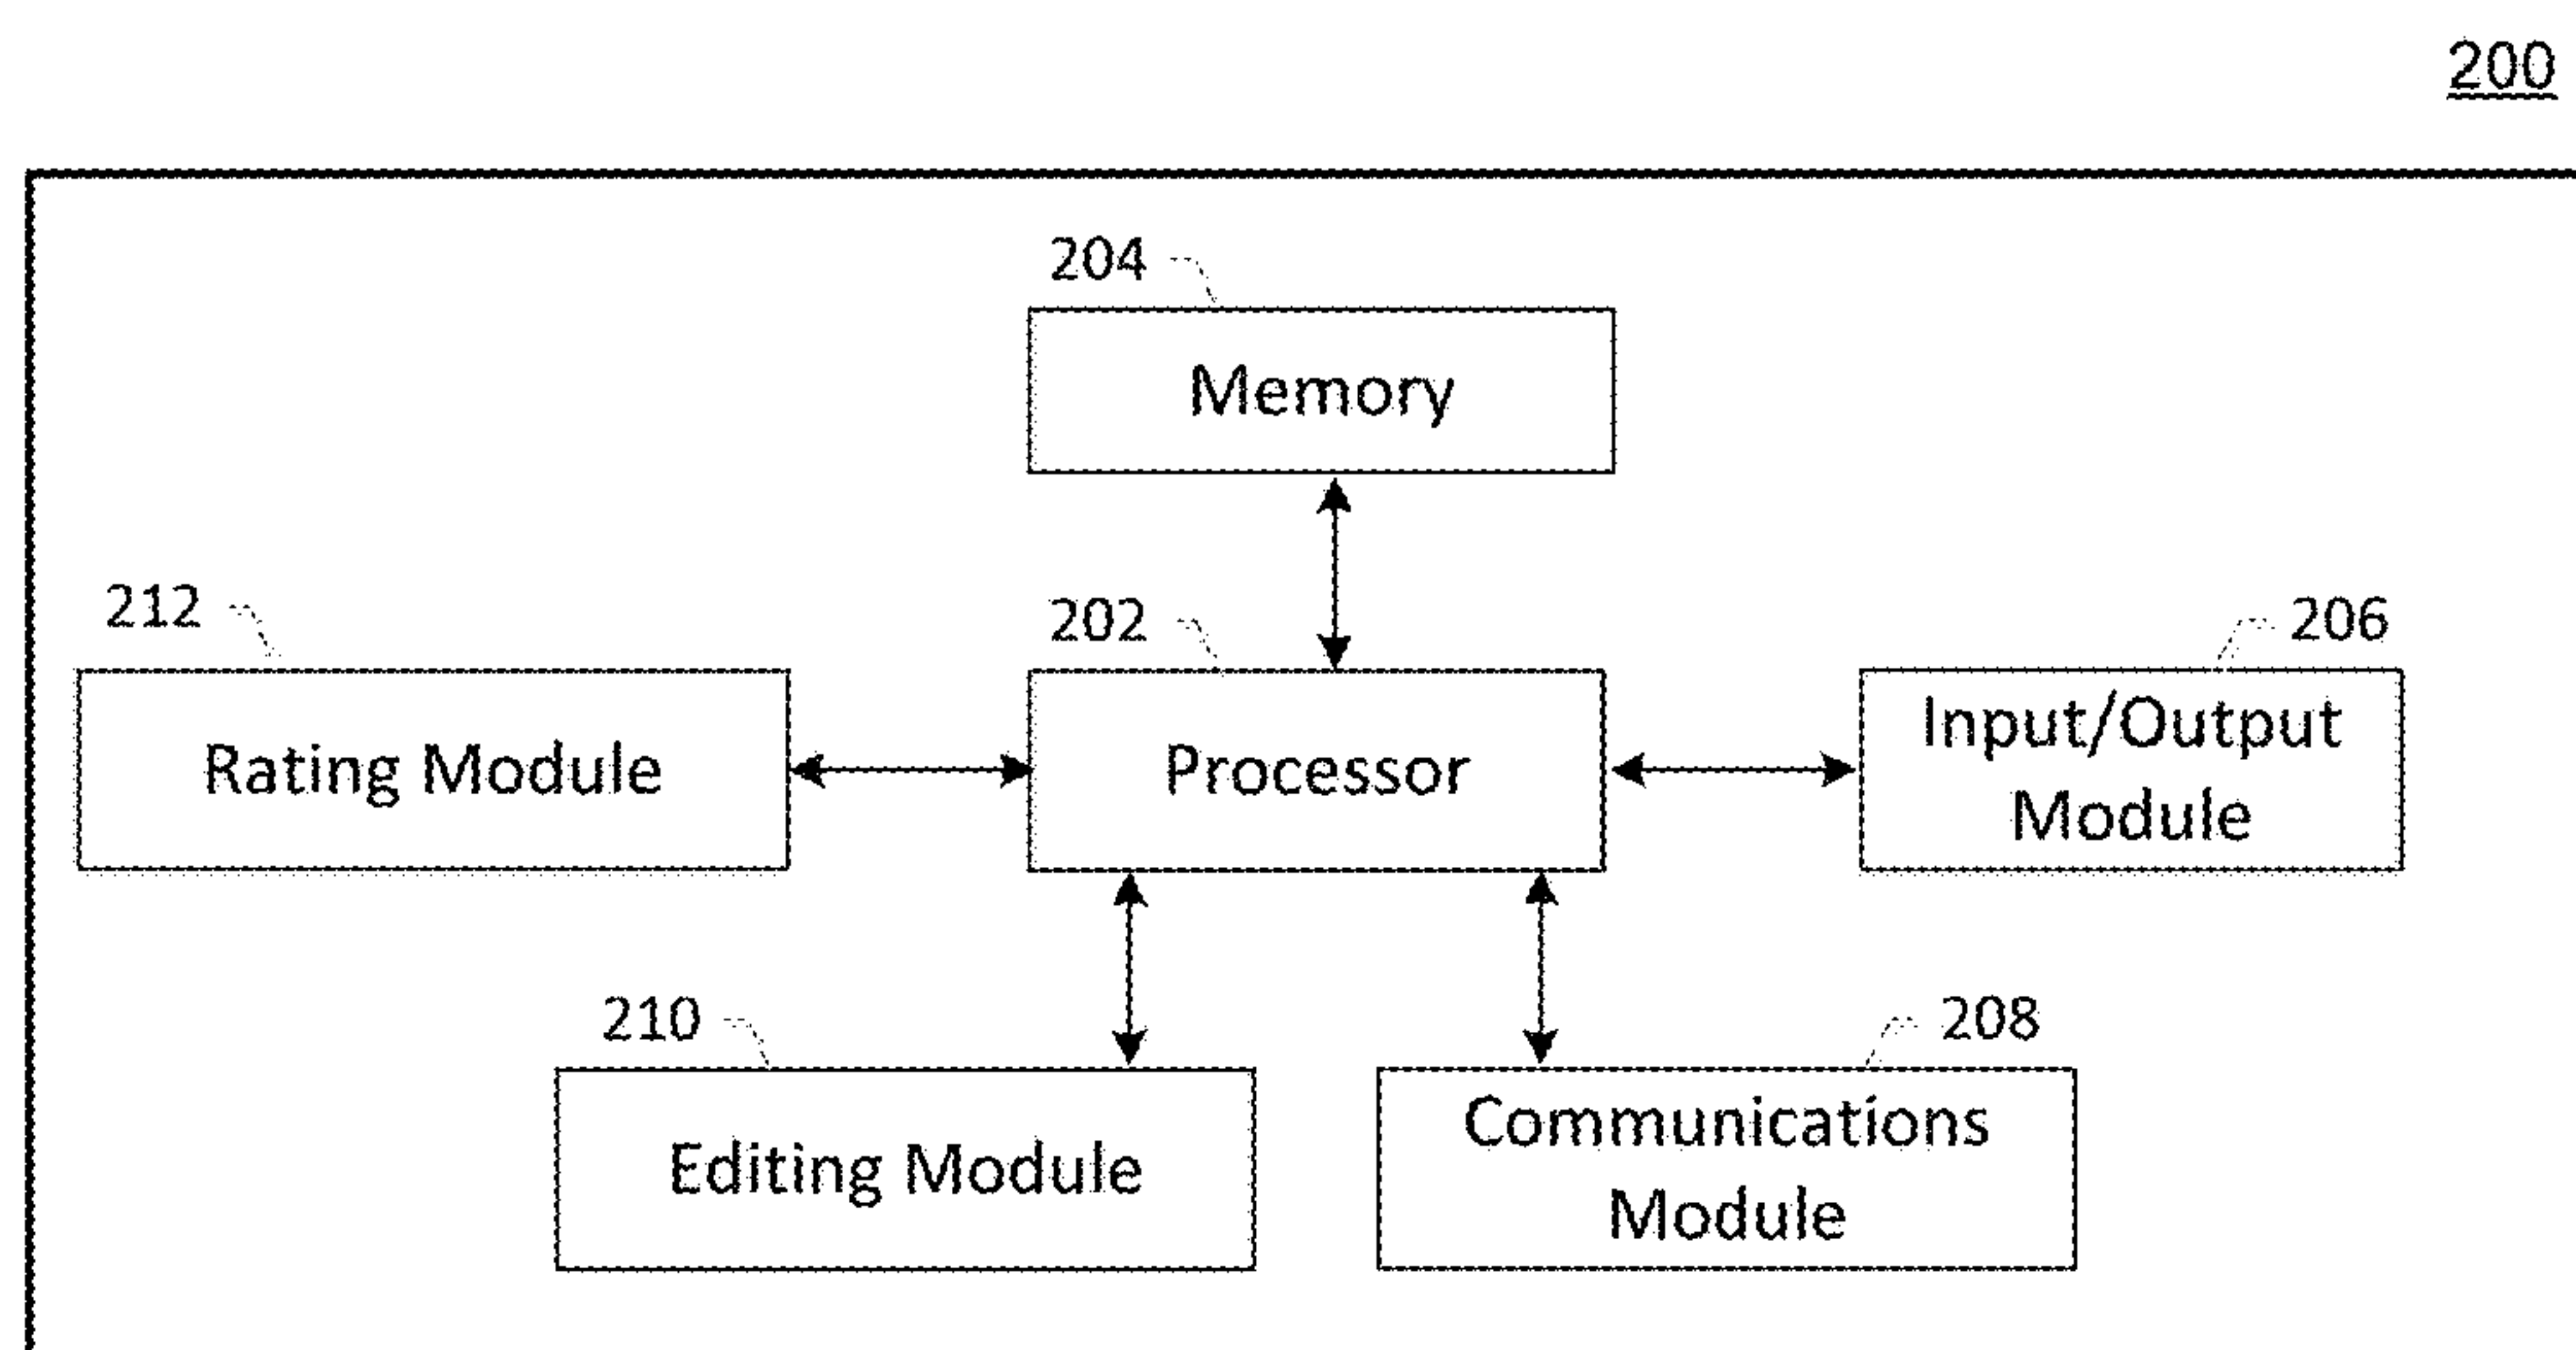 200
204
Memory
212
202
206
Rating Module
Processor
Input/Output
Module
210
208
Editing Module
Communications
Module